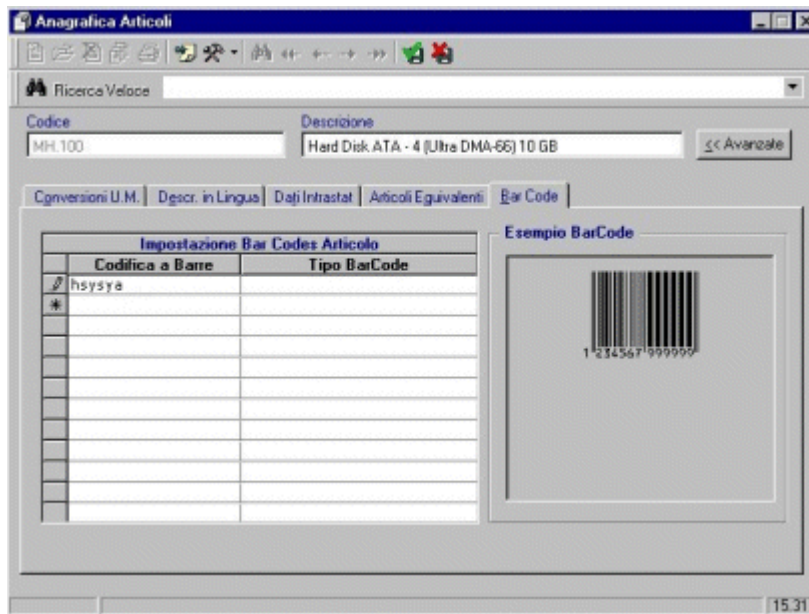 Anagrafica Articoli
Ricerca Veloce
Codice Descrizione
MH.100 Hard Disk ATA - 4 (Ultra DMA-66) 10 GB << Avanzate
Conversioni U.M. Descr. in Lingua Dati Intrastat Articoli Equivalenti Bar Code
Impostazione Bar Codes Articolo Esempio BarCode
Codifica a Barre Tipo BarCode
hsysya
1 234567 999999
15.31